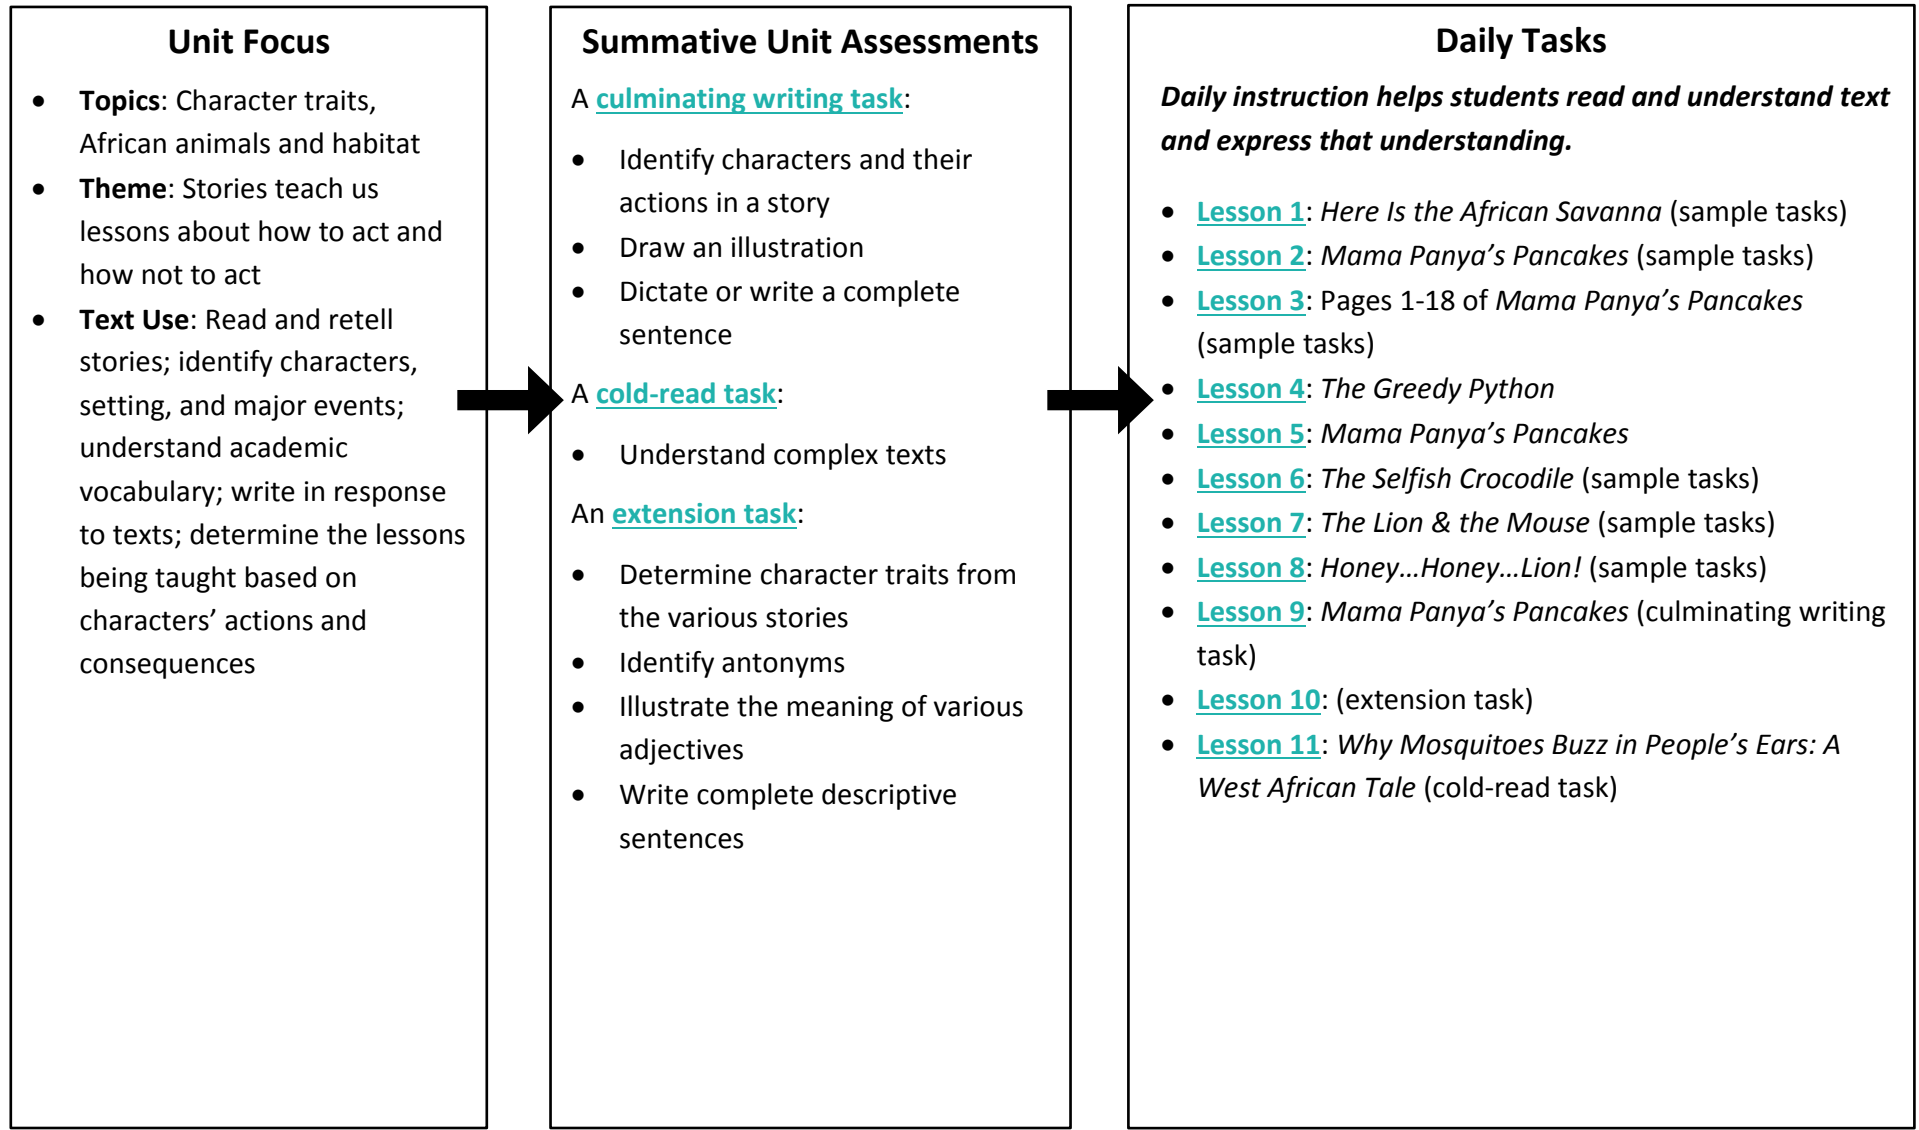 Unit Focus
• Topics: Character traits,
African animals and habitat
• Theme: Stories teach us
lessons about how to act and
how not to act
• Text Use: Read and retell
stories; identify characters,
setting, and major events;
understand academic
vocabulary; write in response
to texts; determine the lessons
being taught based on
characters’ actions and
consequences
Summative Unit Assessments
A culminating writing task:
• Identify characters and their
actions in a story
• Draw an illustration
• Dictate or write a complete
sentence
A cold-read task:
• Understand complex texts
An extension task:
• Determine character traits from
the various stories
• Identify antonyms
• Illustrate the meaning of various
adjectives
• Write complete descriptive
sentences
Daily Tasks
Daily instruction helps students read and understand text
and express that understanding.
• Lesson 1: Here Is the African Savanna (sample tasks)
• Lesson 2: Mama Panya’s Pancakes (sample tasks)
• Lesson 3: Pages 1-18 of Mama Panya’s Pancakes
(sample tasks)
• Lesson 4: The Greedy Python
• Lesson 5: Mama Panya’s Pancakes
• Lesson 6: The Selfish Crocodile (sample tasks)
• Lesson 7: The Lion & the Mouse (sample tasks)
• Lesson 8: Honey…Honey…Lion! (sample tasks)
• Lesson 9: Mama Panya’s Pancakes (culminating writing
task)
• Lesson 10: (extension task)
• Lesson 11: Why Mosquitoes Buzz in People’s Ears: A
West African Tale (cold-read task)